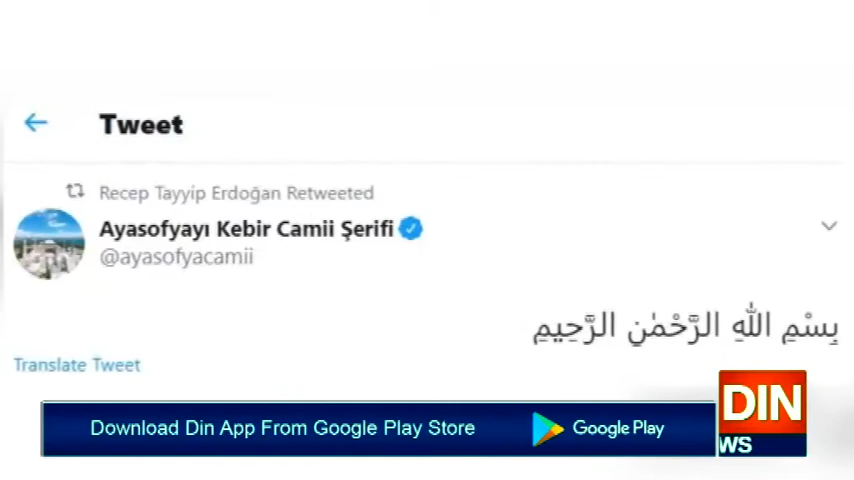 Tweet
Recep Tayyip Erdoğan Retweeted
Ayasofyayı Kebir Camii Şerifi
@ayasofyacamii
بِسْمِ اللهِ الرَّحْمٰنِ الرَّحِيمِ
Translate Tweet
Download Din App From Google Play Store
Google Play
DIN
WS